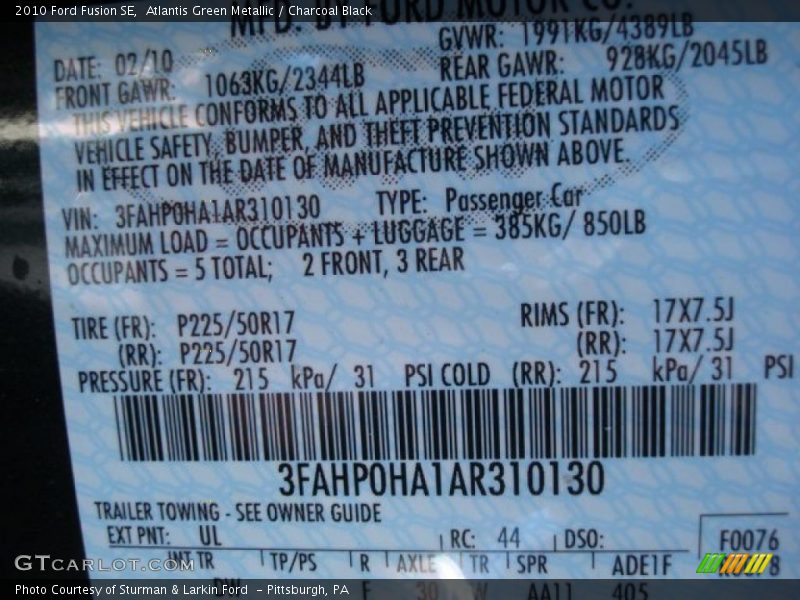 2010 Ford Fusion SE, Atlantis Green Metallic / Charcoal Black
MFD. BY FORD MOTOR CO.
GVWR: 1991KG/4389LB
DATE: 02/10
REAR GAWR: 928KG/2045LB
FRONT GAWR: 1063KG/2344LB
THIS VEHICLE CONFORMS TO ALL APPLICABLE FEDERAL MOTOR
VEHICLE SAFETY, BUMPER, AND THEFT PREVENTION STANDARDS
IN EFFECT ON THE DATE OF MANUFACTURE SHOWN ABOVE.
VIN: 3FAHP0HA1AR310130 TYPE: Passenger Car
MAXIMUM LOAD = OCCUPANTS + LUGGAGE = 385KG/ 850LB
OCCUPANTS = 5 TOTAL; 2 FRONT, 3 REAR
TIRE (FR): P225/50R17 RIMS (FR): 17X7.5J
(RR): P225/50R17 (RR): 17X7.5J
PRESSURE (FR): 215 kPa/ 31 PSI COLD (RR): 215 kPa/ 31 PSI
3FAHP0HA1AR310130
TRAILER TOWING - SEE OWNER GUIDE
EXT PNT: UL RC: 44 DSO: F0076
INT TR TP/PS R AXLE TR SPR ADE1F
30 AA11 405
GTCARLOT.COM
Photo Courtesy of Sturman & Larkin Ford - Pittsburgh, PA